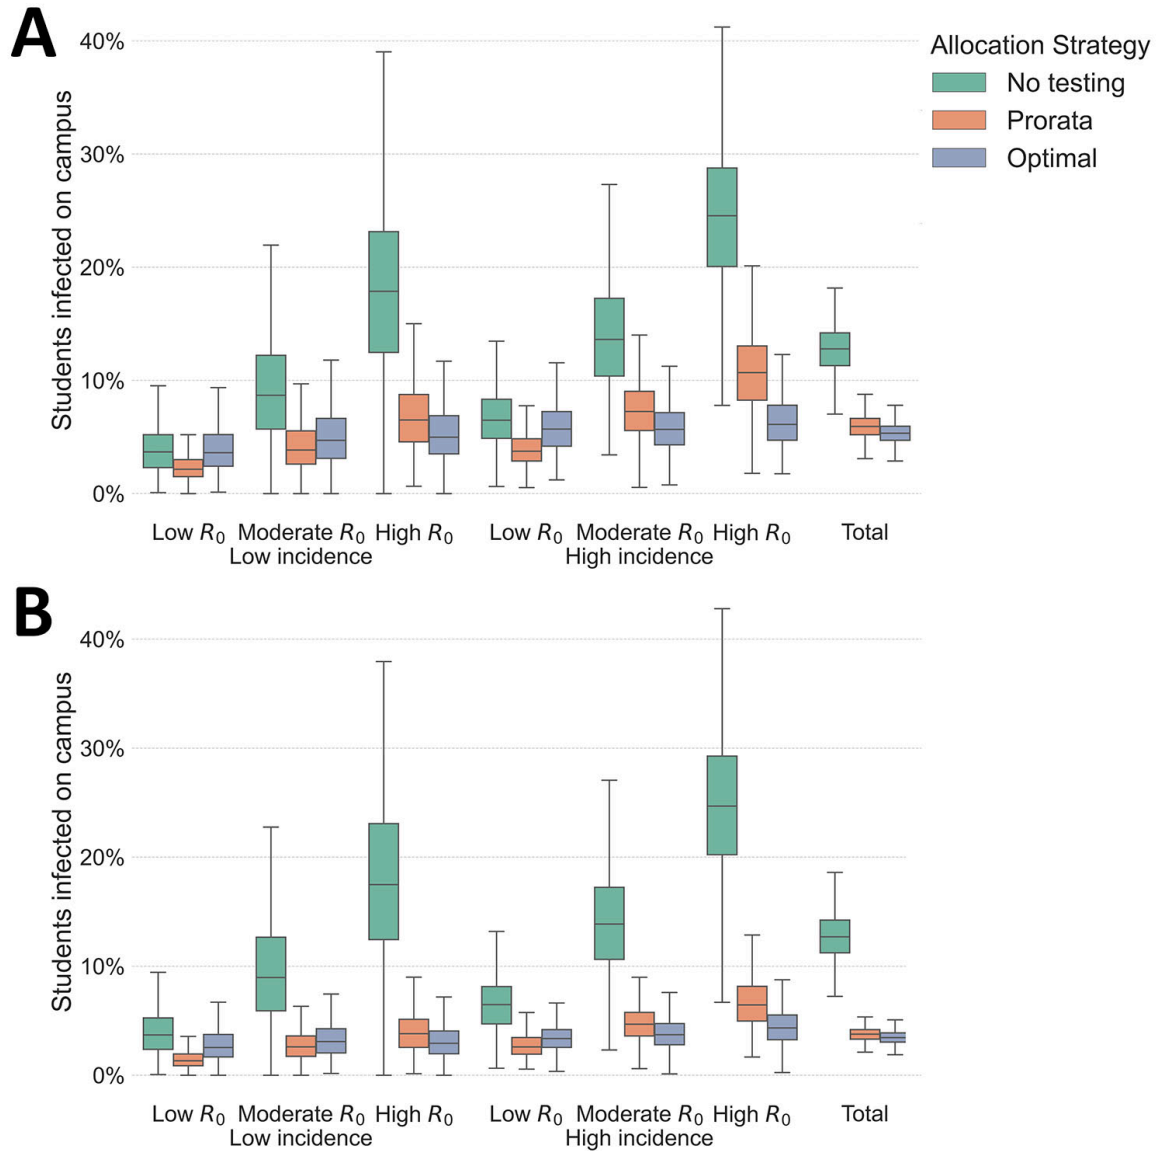 A
Students infected on campus
40%
30%
20%
10%
0%
Low R0 Moderate R0 High R0 Low R0 Moderate R0 High R0 Total
Low incidence High incidence
Allocation Strategy
No testing
Prorata
Optimal
B
Students infected on campus
40%
30%
20%
10%
0%
Low R0 Moderate R0 High R0 Low R0 Moderate R0 High R0 Total
Low incidence High incidence